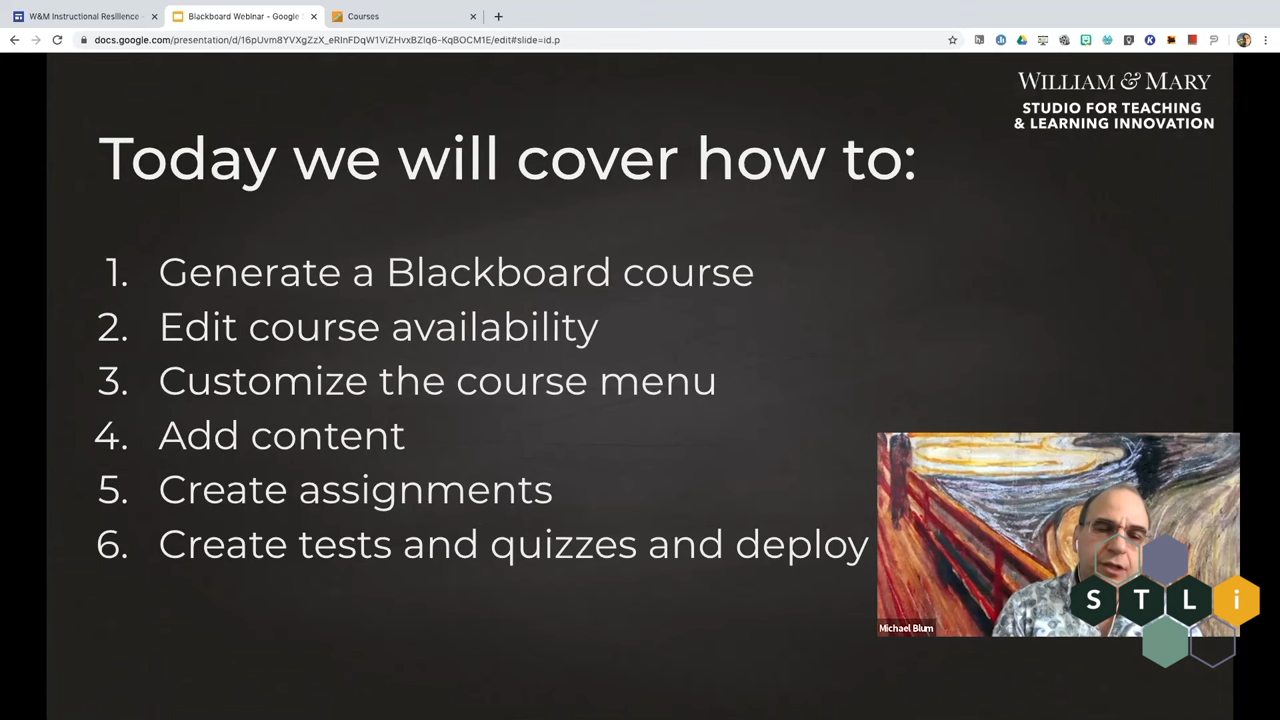 W&M Instructional Resilience -
Blackboard Webinar - Google S
Courses
docs.google.com/presentation/d/16pUvm8YVXgZzX_eRInFDqW1ViZHvxBZlq6-KqBOCM1E/edit#slide=id.p
WILLIAM & MARY
STUDIO FOR TEACHING
& LEARNING INNOVATION
Today we will cover how to:
1. Generate a Blackboard course
2. Edit course availability
3. Customize the course menu
4. Add content
5. Create assignments
6. Create tests and quizzes and deploy
Michael Blum
S T L i